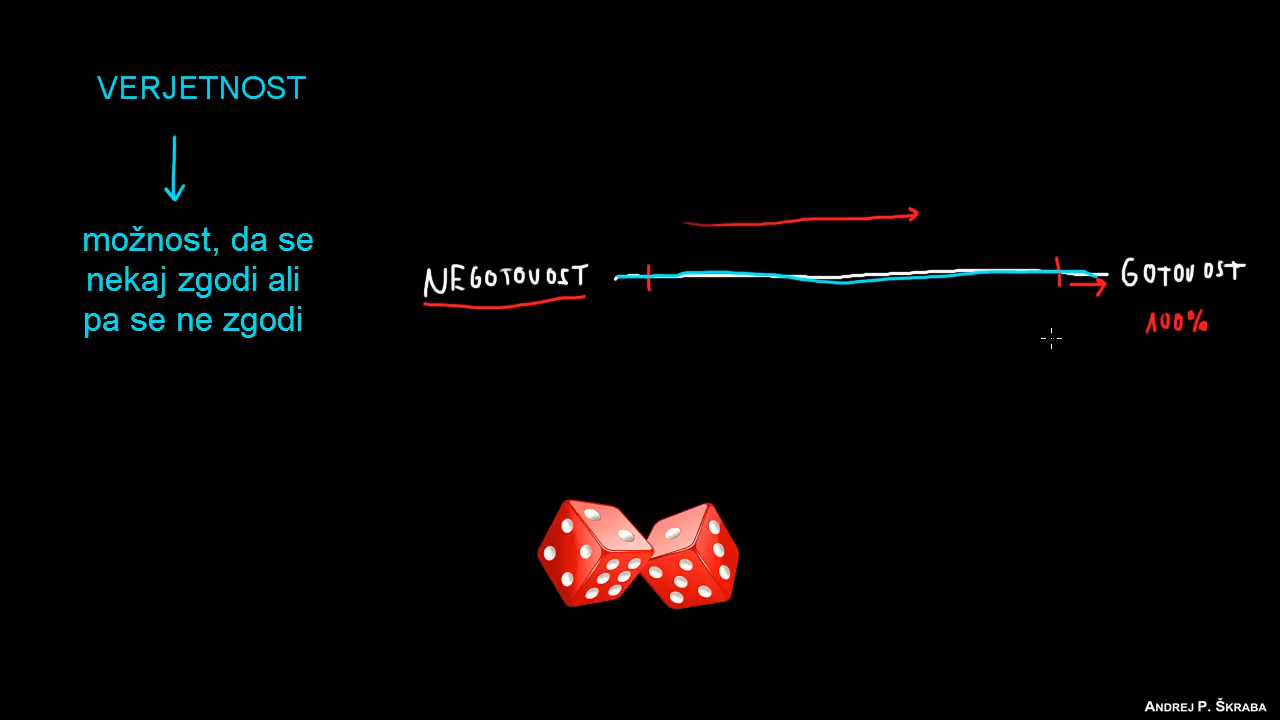 VERJETNOST
možnost, da se
nekaj zgodi ali
pa se ne zgodi
NEGOTOVOST
GOTOVOST
100%
ANDREJ P. ŠKRABA